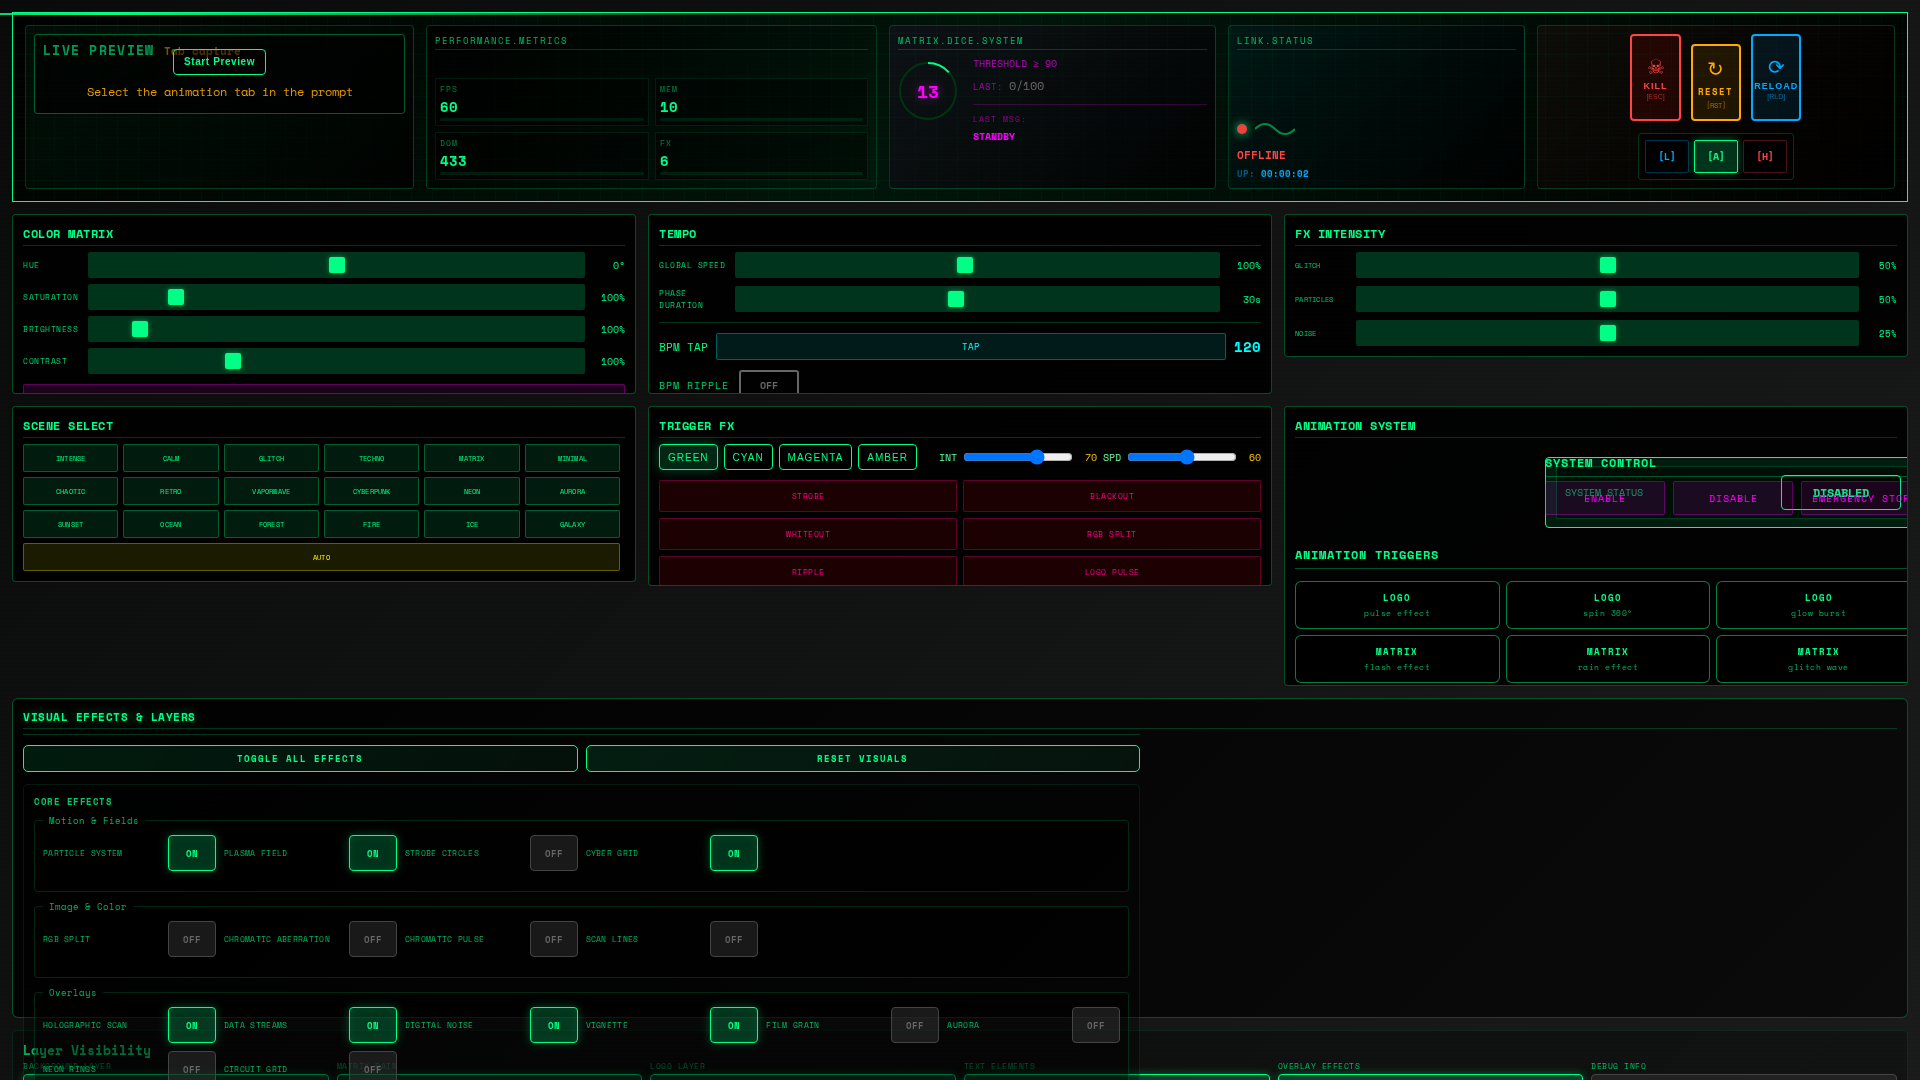 LIVE PREVIEW Tab capture
Start Preview
Select the animation tab in the prompt
PERFORMANCE.METRICS
FPS
60
MEM
10
DOM
433
FX
6
MATRIX.DICE.SYSTEM
13
THRESHOLD ≥ 90
LAST: 0/100
LAST MSG:
STANDBY
LINK.STATUS
OFFLINE
UP: 00:00:02
☠
KILL
[ESC]
↻
RESET
[RST]
⟳
RELOAD
[RLD]
[L] [A] [H]
COLOR MATRIX
HUE 0°
SATURATION 100%
BRIGHTNESS 100%
CONTRAST 100%
TEMPO
GLOBAL SPEED 100%
PHASE DURATION 30s
BPM TAP TAP 120
BPM RIPPLE OFF
FX INTENSITY
GLITCH 50%
PARTICLES 50%
NOISE 25%
SCENE SELECT
INTENSE CALM GLITCH TECHNO MATRIX MINIMAL
CHAOTIC RETRO VAPORWAVE CYBERPUNK NEON AURORA
SUNSET OCEAN FOREST FIRE ICE GALAXY
AUTO
TRIGGER FX
GREEN CYAN MAGENTA AMBER INT 70 SPD 60
STROBE BLACKOUT
WHITEOUT RGB SPLIT
RIPPLE LOGO PULSE
ANIMATION SYSTEM
SYSTEM CONTROL
SYSTEM STATUS DISABLED
ENABLE DISABLE EMERGENCY STOP
ANIMATION TRIGGERS
LOGO LOGO LOGO
pulse effect spin 360° glow burst
MATRIX MATRIX MATRIX
flash effect rain effect glitch wave
VISUAL EFFECTS & LAYERS
TOGGLE ALL EFFECTS RESET VISUALS
CORE EFFECTS
Motion & Fields
PARTICLE SYSTEM ON PLASMA FIELD ON STROBE CIRCLES OFF CYBER GRID ON
Image & Color
RGB SPLIT OFF CHROMATIC ABERRATION OFF CHROMATIC PULSE OFF SCAN LINES OFF
Overlays
HOLOGRAPHIC SCAN ON DATA STREAMS ON DIGITAL NOISE ON VIGNETTE ON FILM GRAIN OFF AURORA OFF
NEON RINGS OFF CIRCUIT GRID OFF
Layer Visibility
LOGO LAYER TEXT ELEMENTS OVERLAY EFFECTS DEBUG INFO